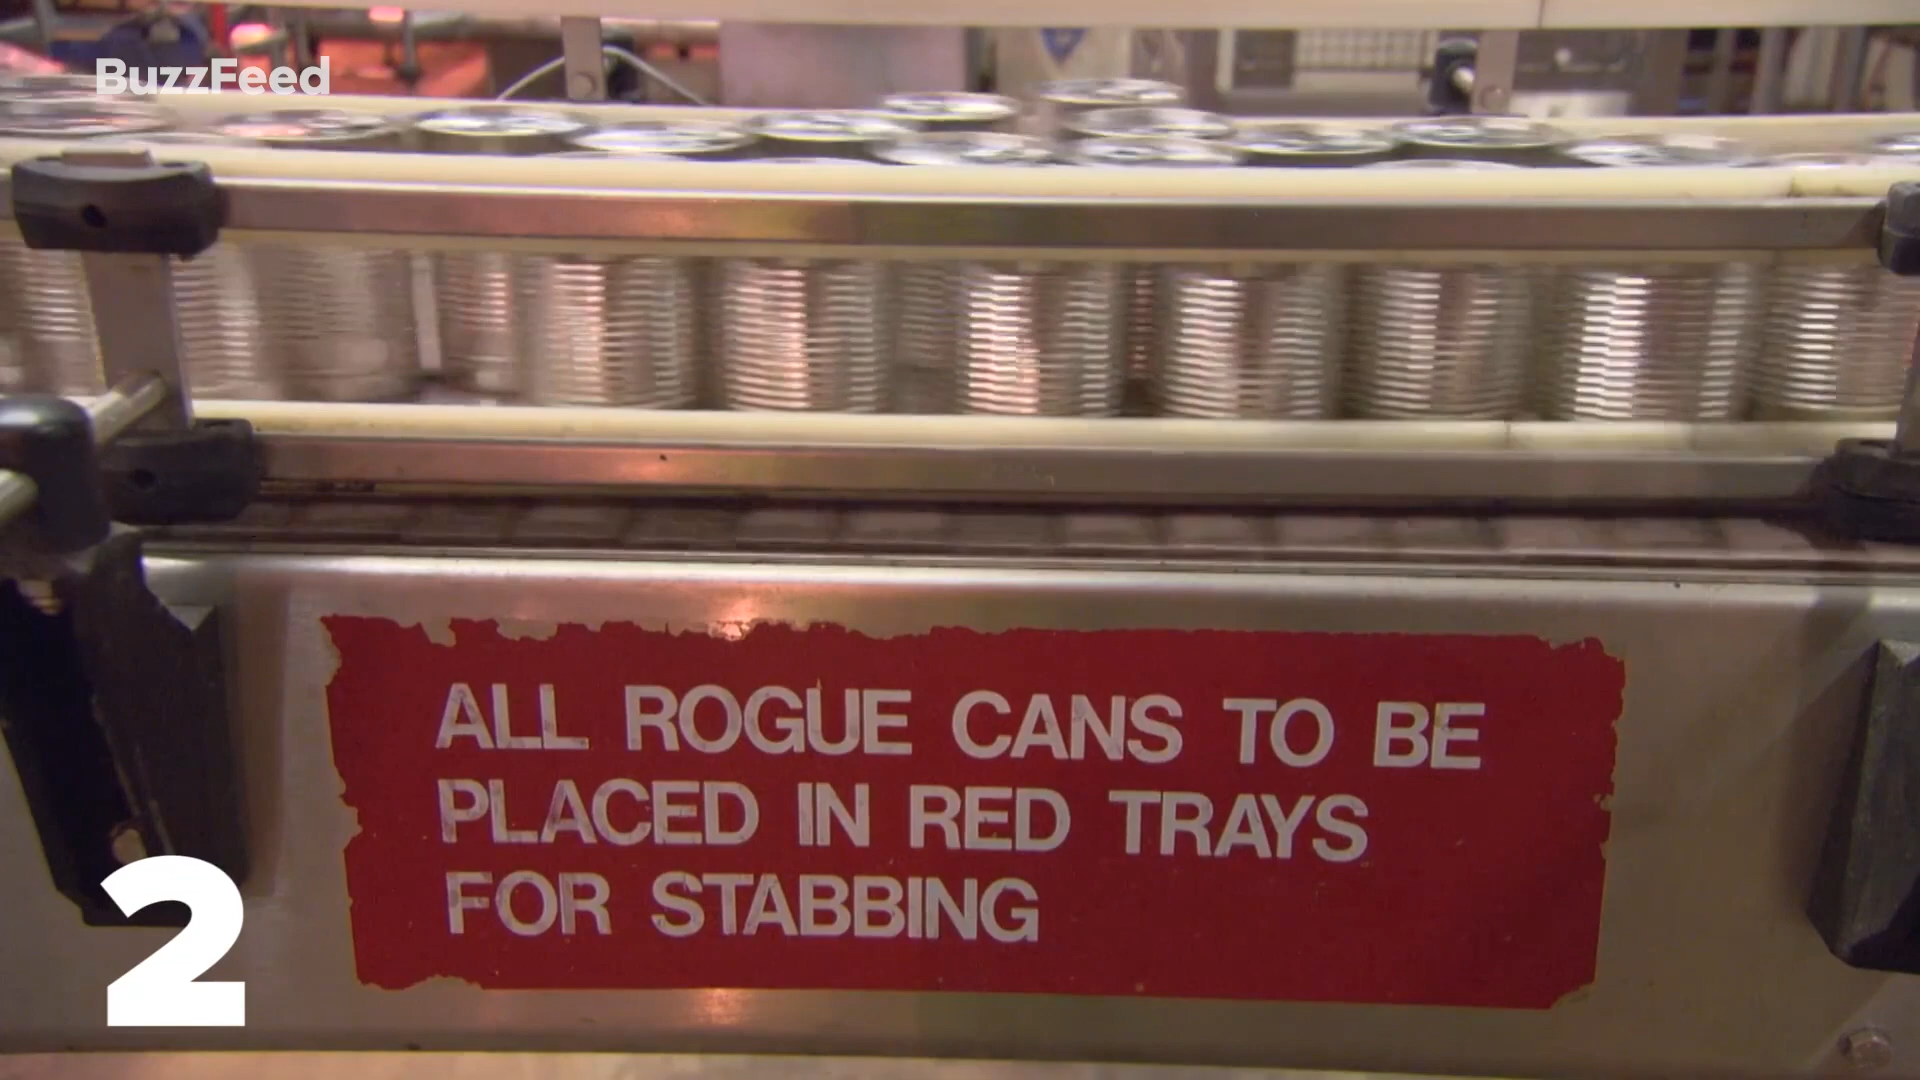 BuzzFeed
ALL ROGUE CANS TO BE
PLACED IN RED TRAYS
FOR STABBING
2